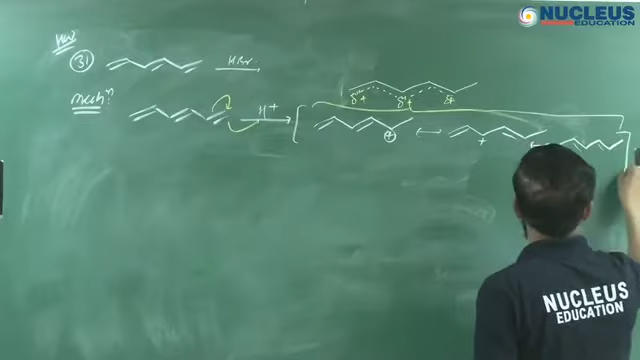 NUCLEUS
EDUCATION
HW
31 HBr
mech^n H+
δ+ δ+ δ+
+ +
NUCLEUS
EDUCATION